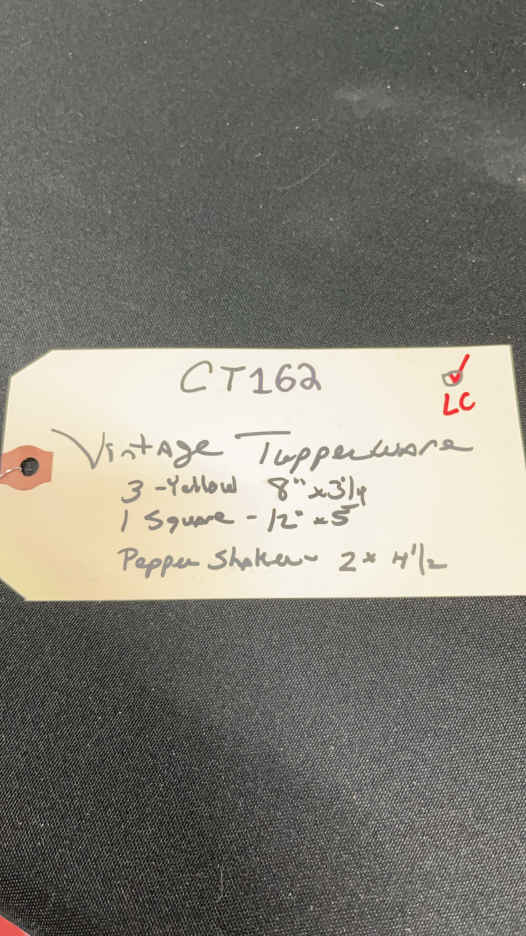 CT162
LC
Vintage Tupperware
3 - Yellow 8" x 3 1/4
1 Square - 12" x 5"
Pepper Shaker - 2 x 4 1/2